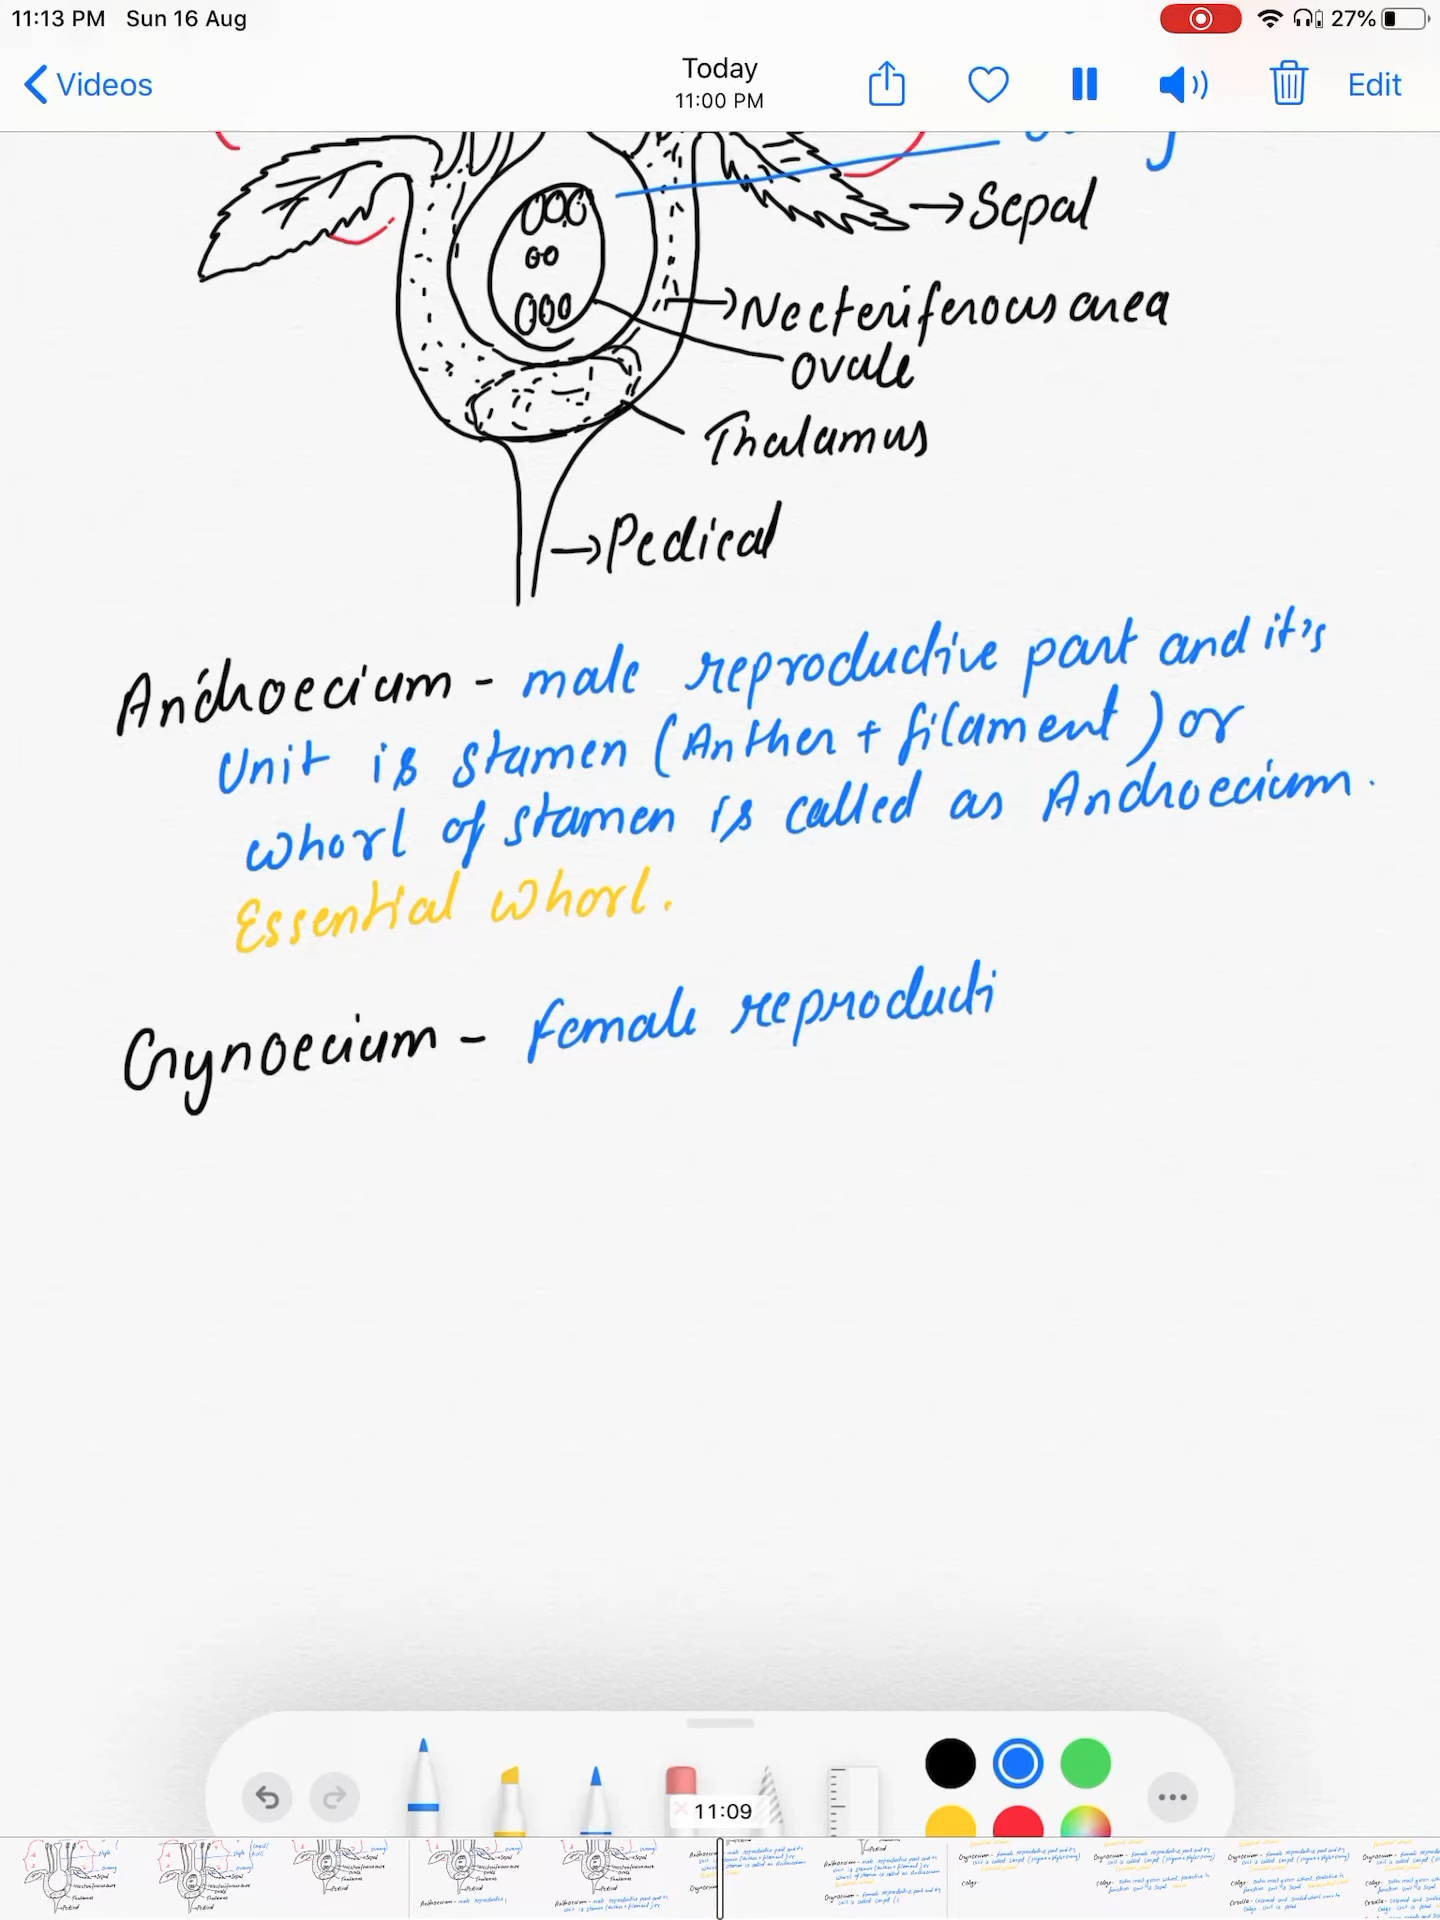 11:13 PM Sun 16 Aug 27%
Videos Today Edit
11:00 PM
→Sepal
→Necteriferous area
ovule
Thalamus
→Pedical
Androecium - male reproductive part and it's
Unit is stamen (Anther + filament) or
whorl of stamen is called as Androecium.
Essential whorl.
Gynoecium - female reproducti
11:09